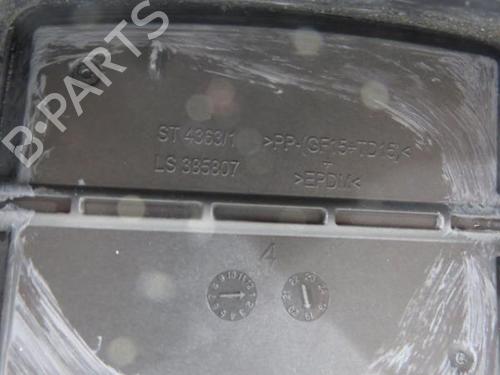 B-PARTS
ST 4363/1 >PP-(GF15+TD15)<
+
LS 385807 >EPDM<
4